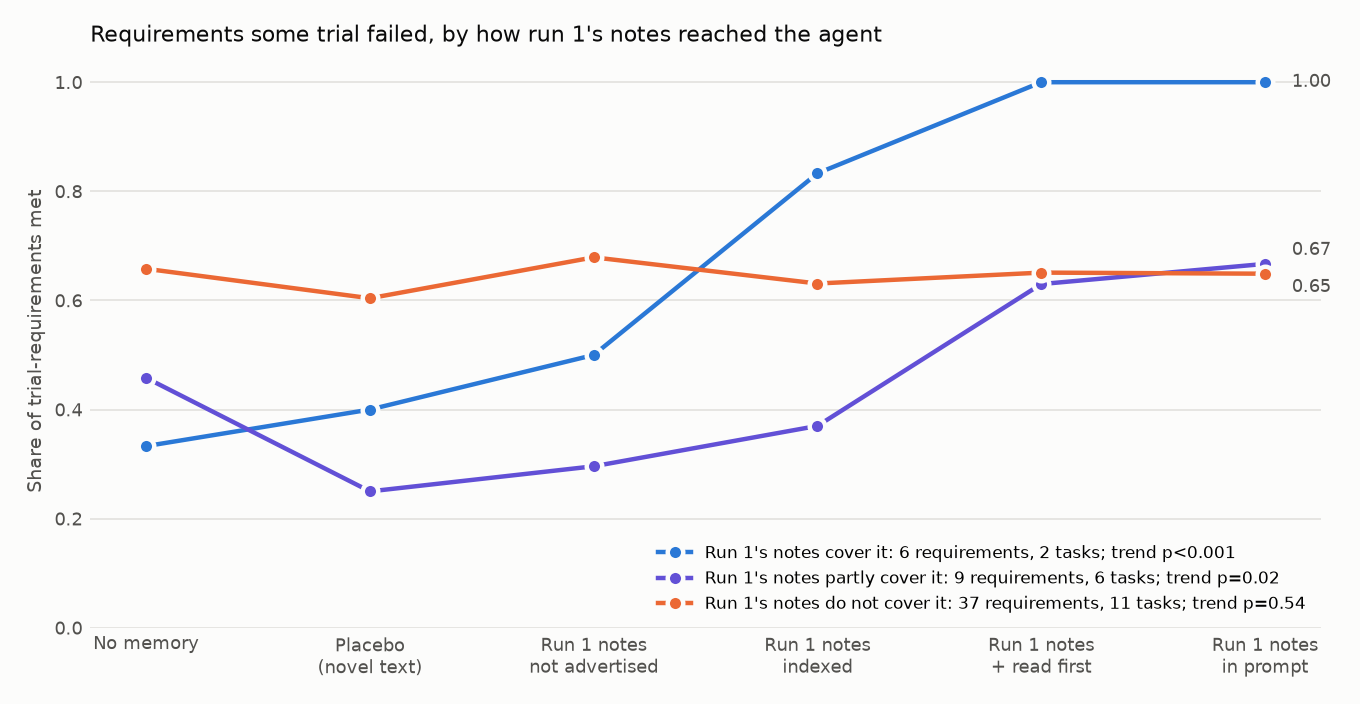 Requirements some trial failed, by how run 1's notes reached the agent
Share of trial-requirements met
1.0
0.8
0.6
0.4
0.2
0.0
1.00
0.67
0.65
Run 1's notes cover it: 6 requirements, 2 tasks; trend p<0.001
Run 1's notes partly cover it: 9 requirements, 6 tasks; trend p=0.02
Run 1's notes do not cover it: 37 requirements, 11 tasks; trend p=0.54
No memory
Placebo
(novel text)
Run 1 notes
not advertised
Run 1 notes
indexed
Run 1 notes
+ read first
Run 1 notes
in prompt